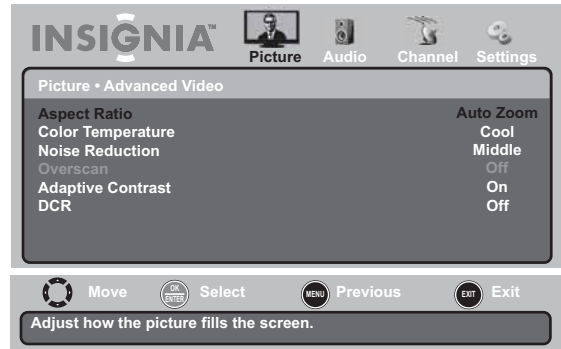 INSIGNIA™
Picture Audio Channel Settings
Picture • Advanced Video
Aspect Ratio Auto Zoom
Color Temperature Cool
Noise Reduction Middle
Overscan Off
Adaptive Contrast On
DCR Off
Move OK ENTER Select MENU Previous EXIT Exit
Adjust how the picture fills the screen.